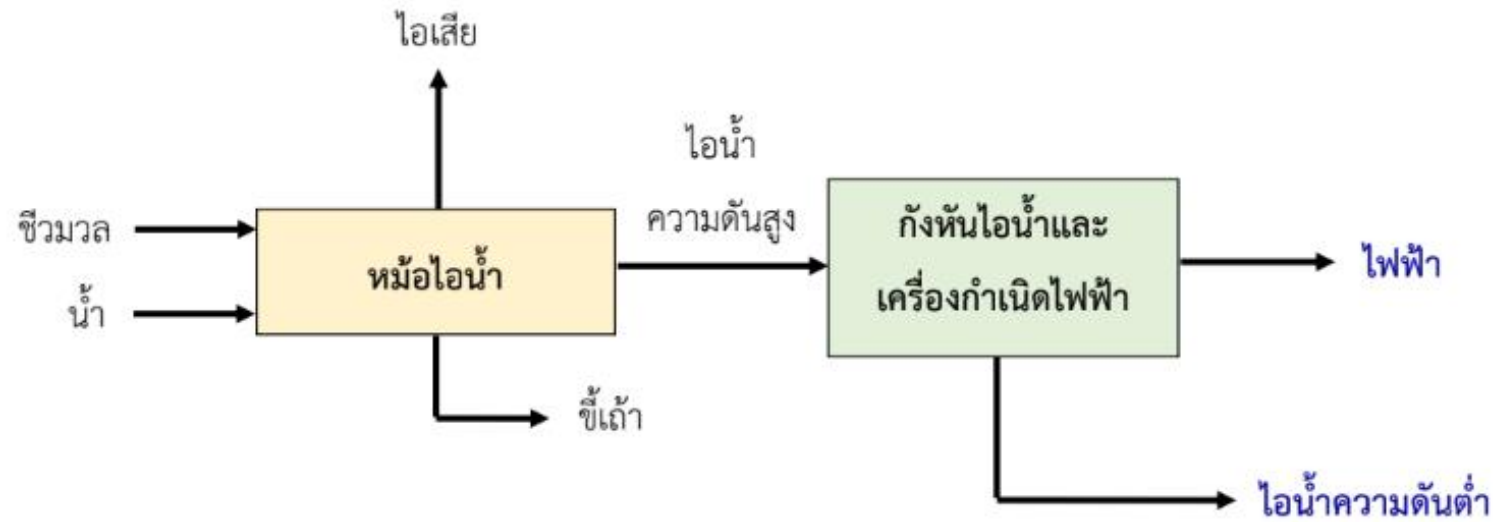 ไอเสีย
ไอน้ำ
ความดันสูง
ชีวมวล
น้ำ
หม้อไอน้ำ
กังหันไอน้ำและ
เครื่องกำเนิดไฟฟ้า
ไฟฟ้า
ขี้เถ้า
ไอน้ำความดันต่ำ